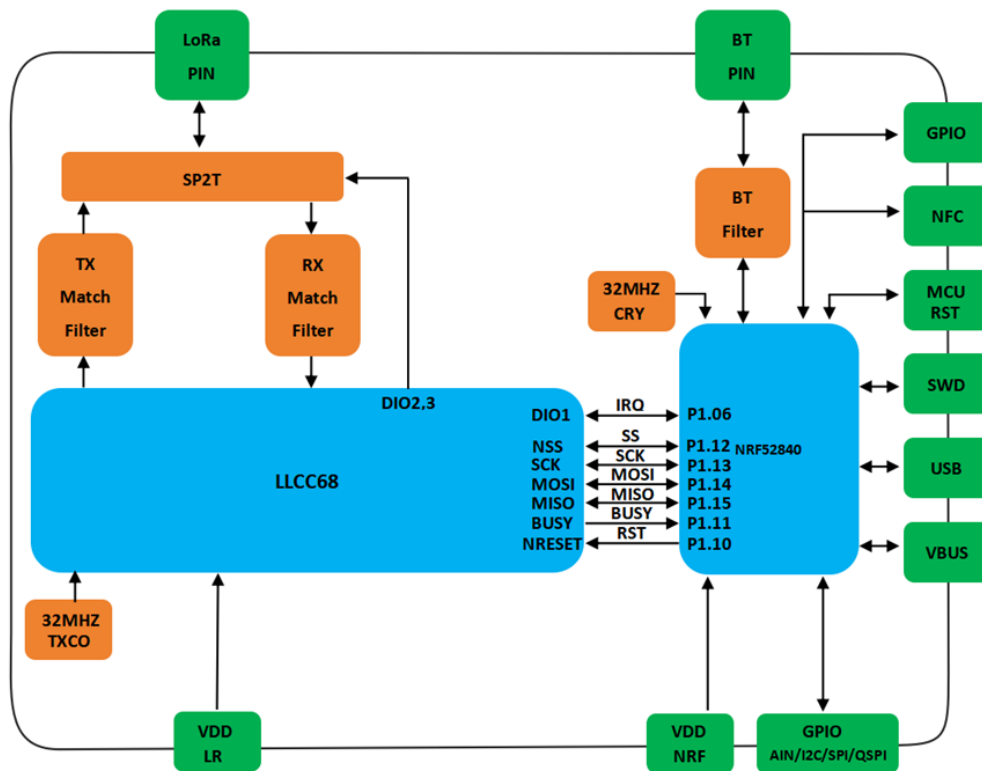 LoRa
PIN
BT
PIN
GPIO
SP2T
BT
Filter
NFC
TX
Match
Filter
RX
Match
Filter
32MHZ
CRY
MCU
RST
DIO2,3
SWD
DIO1
IRQ
P1.06
NSS
SS
P1.12
NRF52840
SCK
SCK
P1.13
LLCC68
MOSI
MOSI
P1.14
USB
MISO
MISO
P1.15
BUSY
BUSY
P1.11
NRESET
RST
P1.10
VBUS
32MHZ
TXCO
VDD
LR
VDD
NRF
GPIO
AIN/I2C/SPI/QSPI